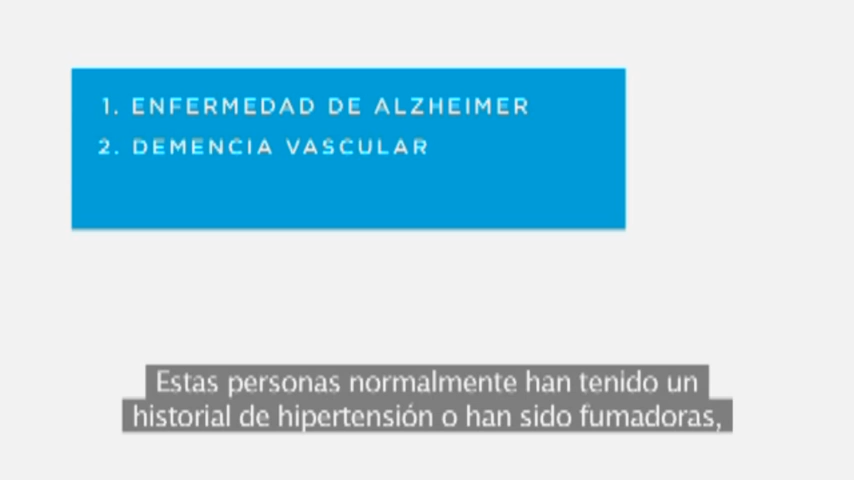 1. ENFERMEDAD DE ALZHEIMER
2. DEMENCIA VASCULAR
Estas personas normalmente han tenido un
historial de hipertensión o han sido fumadoras,